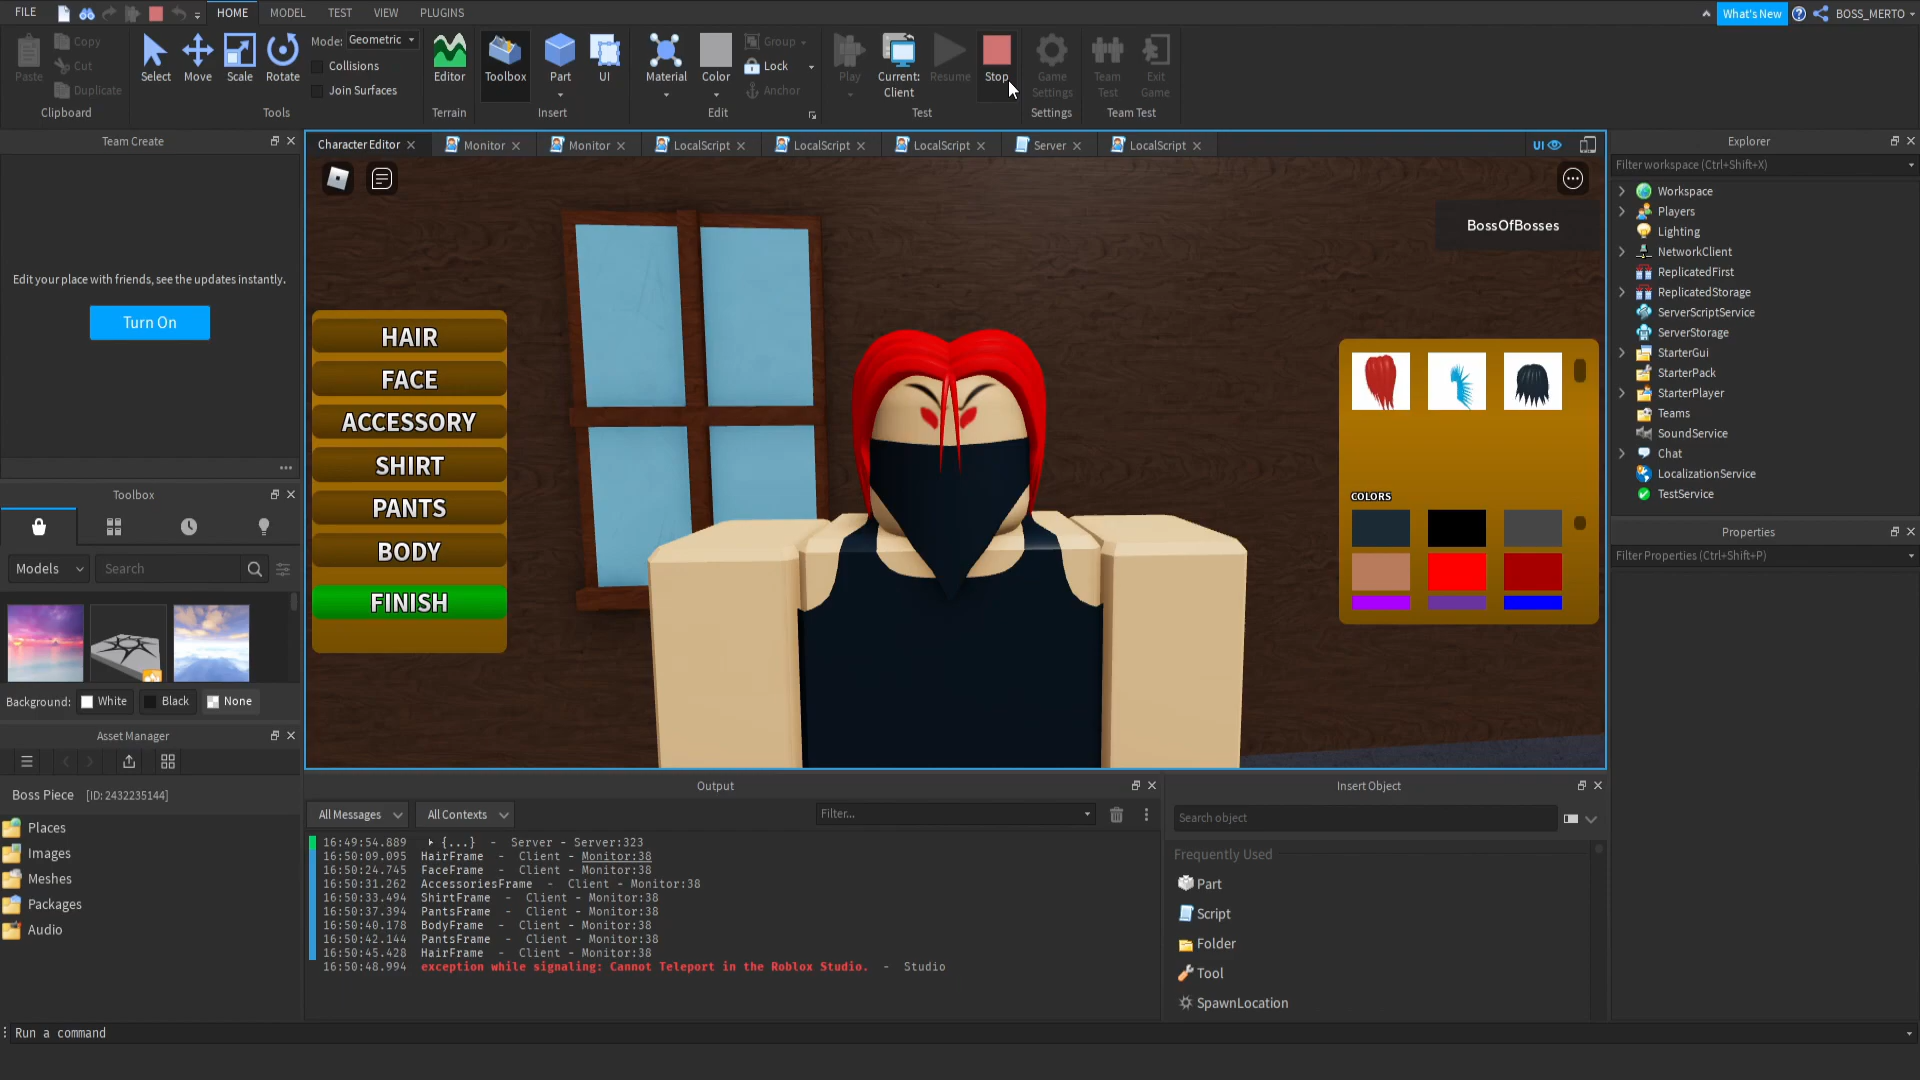 FILE
HOME
MODEL
TEST
VIEW
PLUGINS
What's New
BOSS_MERTO
Paste
Copy
Cut
Duplicate
Clipboard
Select
Move
Scale
Rotate
Mode:
Geometric
Collisions
Join Surfaces
Tools
Editor
Terrain
Toolbox
Part
UI
Insert
Material
Color
Group
Lock
Anchor
Edit
Play
Current:
Client
Resume
Stop
Test
Game
Settings
Settings
Team
Test
Exit
Game
Team Test
Team Create
Edit your place with friends, see the updates instantly.
Turn On
Toolbox
Models
Search
Background:
White
Black
None
Asset Manager
Boss Piece [ID: 2432235144]
Places
Images
Meshes
Packages
Audio
Character Editor
Monitor
Monitor
LocalScript
LocalScript
LocalScript
Server
LocalScript
UI
BossOfBosses
HAIR
FACE
ACCESSORY
SHIRT
PANTS
BODY
FINISH
COLORS
Output
All Messages
All Contexts
Filter...
16:49:54.889 {...} - Server - Server:323
16:50:09.095 HairFrame - Client - Monitor:38
16:50:24.745 FaceFrame - Client - Monitor:38
16:50:31.262 AccessoriesFrame - Client - Monitor:38
16:50:33.494 ShirtFrame - Client - Monitor:38
16:50:37.394 PantsFrame - Client - Monitor:38
16:50:40.178 BodyFrame - Client - Monitor:38
16:50:42.144 PantsFrame - Client - Monitor:38
16:50:45.428 HairFrame - Client - Monitor:38
16:50:48.994 exception while signaling: Cannot Teleport in the Roblox Studio. - Studio
Insert Object
Search object
Frequently Used
Part
Script
Folder
Tool
SpawnLocation
Explorer
Filter workspace (Ctrl+Shift+X)
Workspace
Players
Lighting
NetworkClient
ReplicatedFirst
ReplicatedStorage
ServerScriptService
ServerStorage
StarterGui
StarterPack
StarterPlayer
Teams
SoundService
Chat
LocalizationService
TestService
Properties
Filter Properties (Ctrl+Shift+P)
Run a command